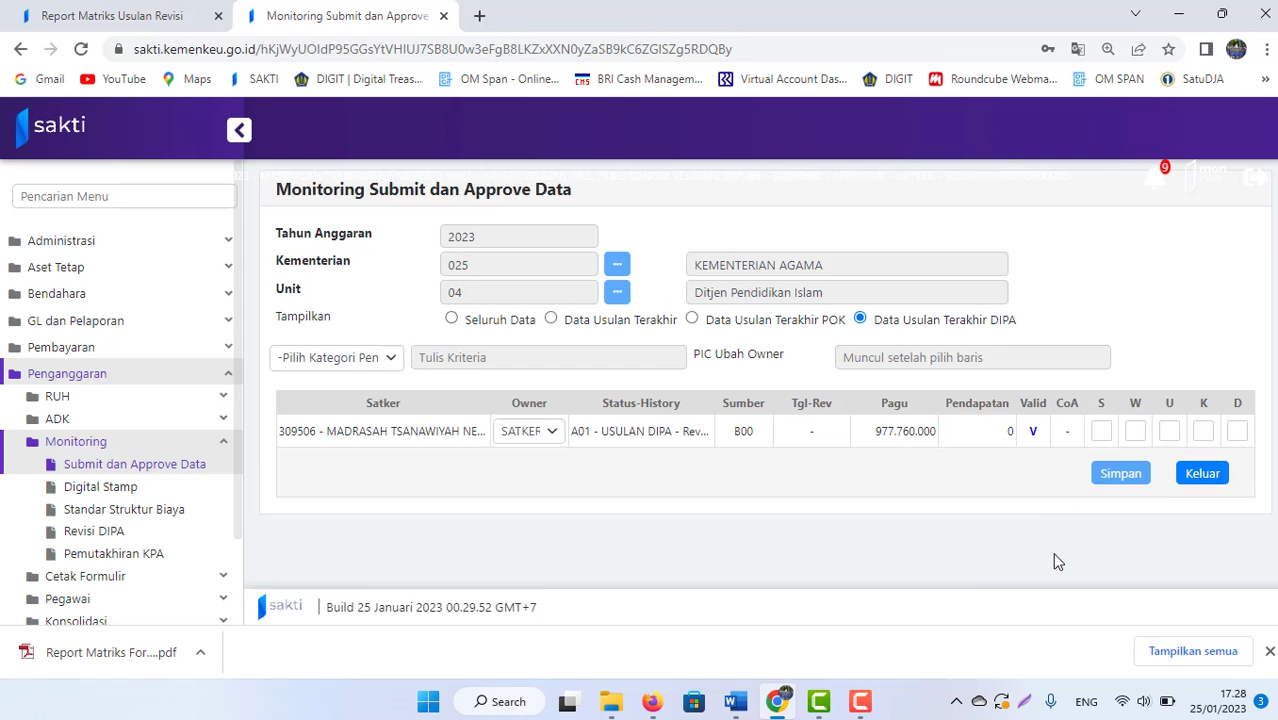 Report Matriks Usulan Revisi
Monitoring Submit dan Approve
sakti.kemenkeu.go.id/hKjWyUOIdP95GGsYtVHIUJ7SB8U0w3eFgB8LKZxXXN0yZaSB9kC6ZGISZg5RDQBy
Gmail YouTube Maps SAKTI DIGIT | Digital Treas... OM Span - Online... BRI Cash Managem... Virtual Account Das... DIGIT Roundcube Webma... OM SPAN SatuDJA »
sakti
9
Pencarian Menu
Administrasi
Aset Tetap
Bendahara
GL dan Pelaporan
Pembayaran
Penganggaran
RUH
ADK
Monitoring
Submit dan Approve Data
Digital Stamp
Standar Struktur Biaya
Revisi DIPA
Pemutakhiran KPA
Cetak Formulir
Pegawai
Konsolidasi
Monitoring Submit dan Approve Data
Tahun Anggaran 2023
Kementerian 025 ... KEMENTERIAN AGAMA
Unit 04 ... Ditjen Pendidikan Islam
Tampilkan Seluruh Data Data Usulan Terakhir Data Usulan Terakhir POK Data Usulan Terakhir DIPA
-Pilih Kategori Pen Tulis Kriteria PIC Ubah Owner Muncul setelah pilih baris
Satker Owner Status-History Sumber Tgl-Rev Pagu Pendapatan Valid CoA S W U K D
309506 - MADRASAH TSANAWIYAH NE... SATKER A01 - USULAN DIPA - Rev... B00 - 977.760.000 0 V -
Simpan Keluar
sakti | Build 25 Januari 2023 00.29.52 GMT+7
Report Matriks For....pdf
Tampilkan semua
Search
ENG
17.28
25/01/2023
3